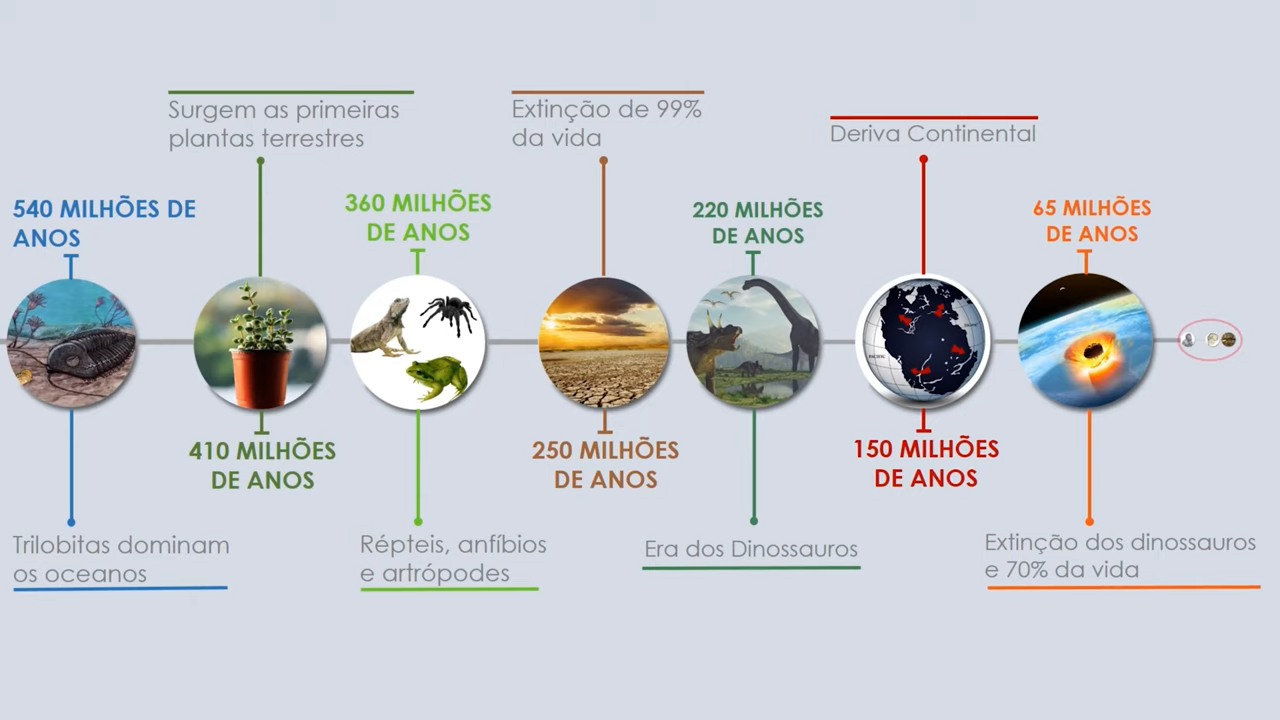 Surgem as primeiras
plantas terrestres
Extinção de 99%
da vida
Deriva Continental
540 MILHÕES DE
ANOS
360 MILHÕES
DE ANOS
220 MILHÕES
DE ANOS
65 MILHÕES
DE ANOS
410 MILHÕES
DE ANOS
250 MILHÕES
DE ANOS
150 MILHÕES
DE ANOS
Trilobitas dominam
os oceanos
Répteis, anfíbios
e artrópodes
Era dos Dinossauros
Extinção dos dinossauros
e 70% da vida